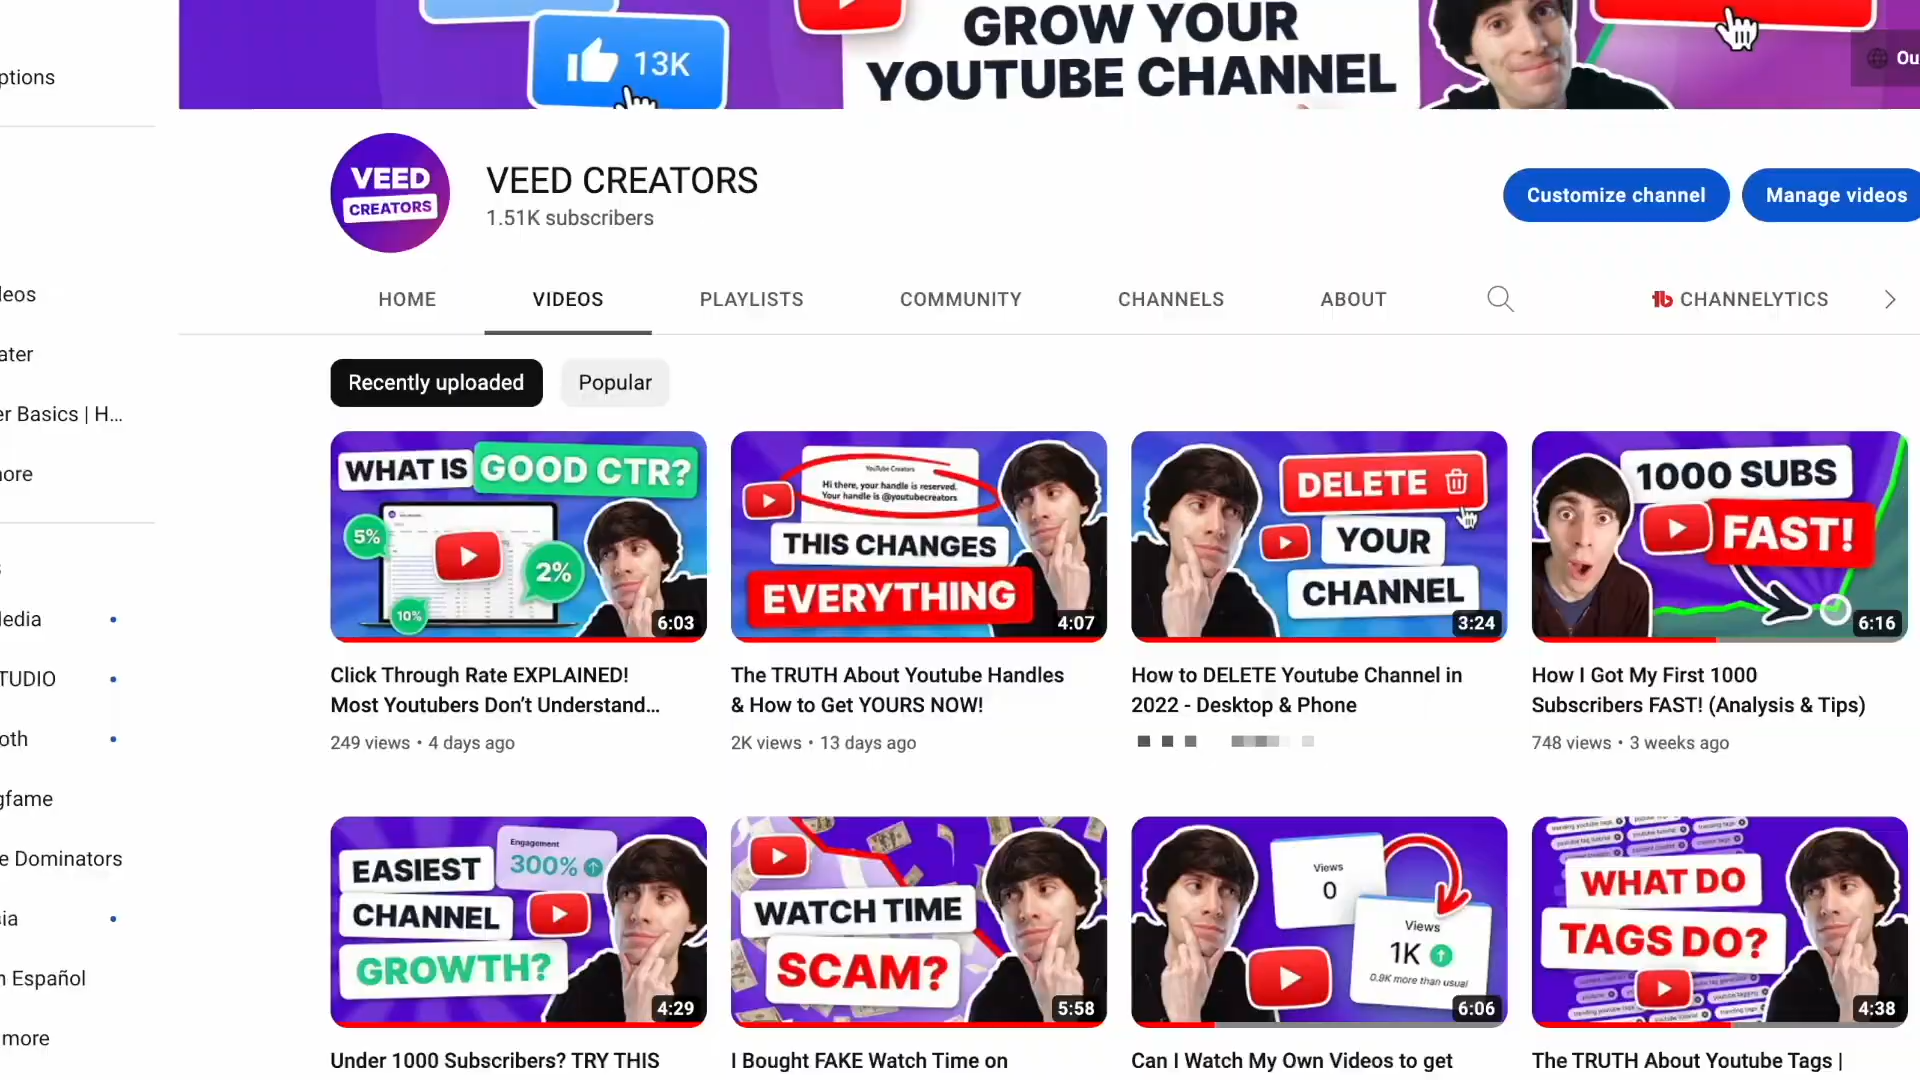 13K
GROW YOUR
YOUTUBE CHANNEL
Ou
ptions
VEED
CREATORS
VEED CREATORS
1.51K subscribers
Customize channel
Manage videos
HOME
VIDEOS
PLAYLISTS
COMMUNITY
CHANNELS
ABOUT
CHANNELYTICS
Recently uploaded
Popular
WHAT IS GOOD CTR?
5%
2%
10%
6:03
YouTube Creators
Hi there, your handle is reserved.
Your handle is @youtubecreators
THIS CHANGES
EVERYTHING
4:07
DELETE
YOUR
CHANNEL
3:24
1000 SUBS
FAST!
6:16
Click Through Rate EXPLAINED!
Most Youtubers Don’t Understand...
249 views • 4 days ago
The TRUTH About Youtube Handles
& How to Get YOURS NOW!
2K views • 13 days ago
How to DELETE Youtube Channel in
2022 - Desktop & Phone
How I Got My First 1000
Subscribers FAST! (Analysis & Tips)
748 views • 3 weeks ago
Engagement
300%
EASIEST
CHANNEL
GROWTH?
4:29
WATCH TIME
SCAM?
5:58
Views
0
Views
1K
0.9K more than usual
6:06
WHAT DO
TAGS DO?
4:38
Under 1000 Subscribers? TRY THIS
I Bought FAKE Watch Time on
Can I Watch My Own Videos to get
The TRUTH About Youtube Tags |
leos
ater
er Basics | H...
ore
ledia
TUDIO
oth
gfame
e Dominators
ia
n Español
more